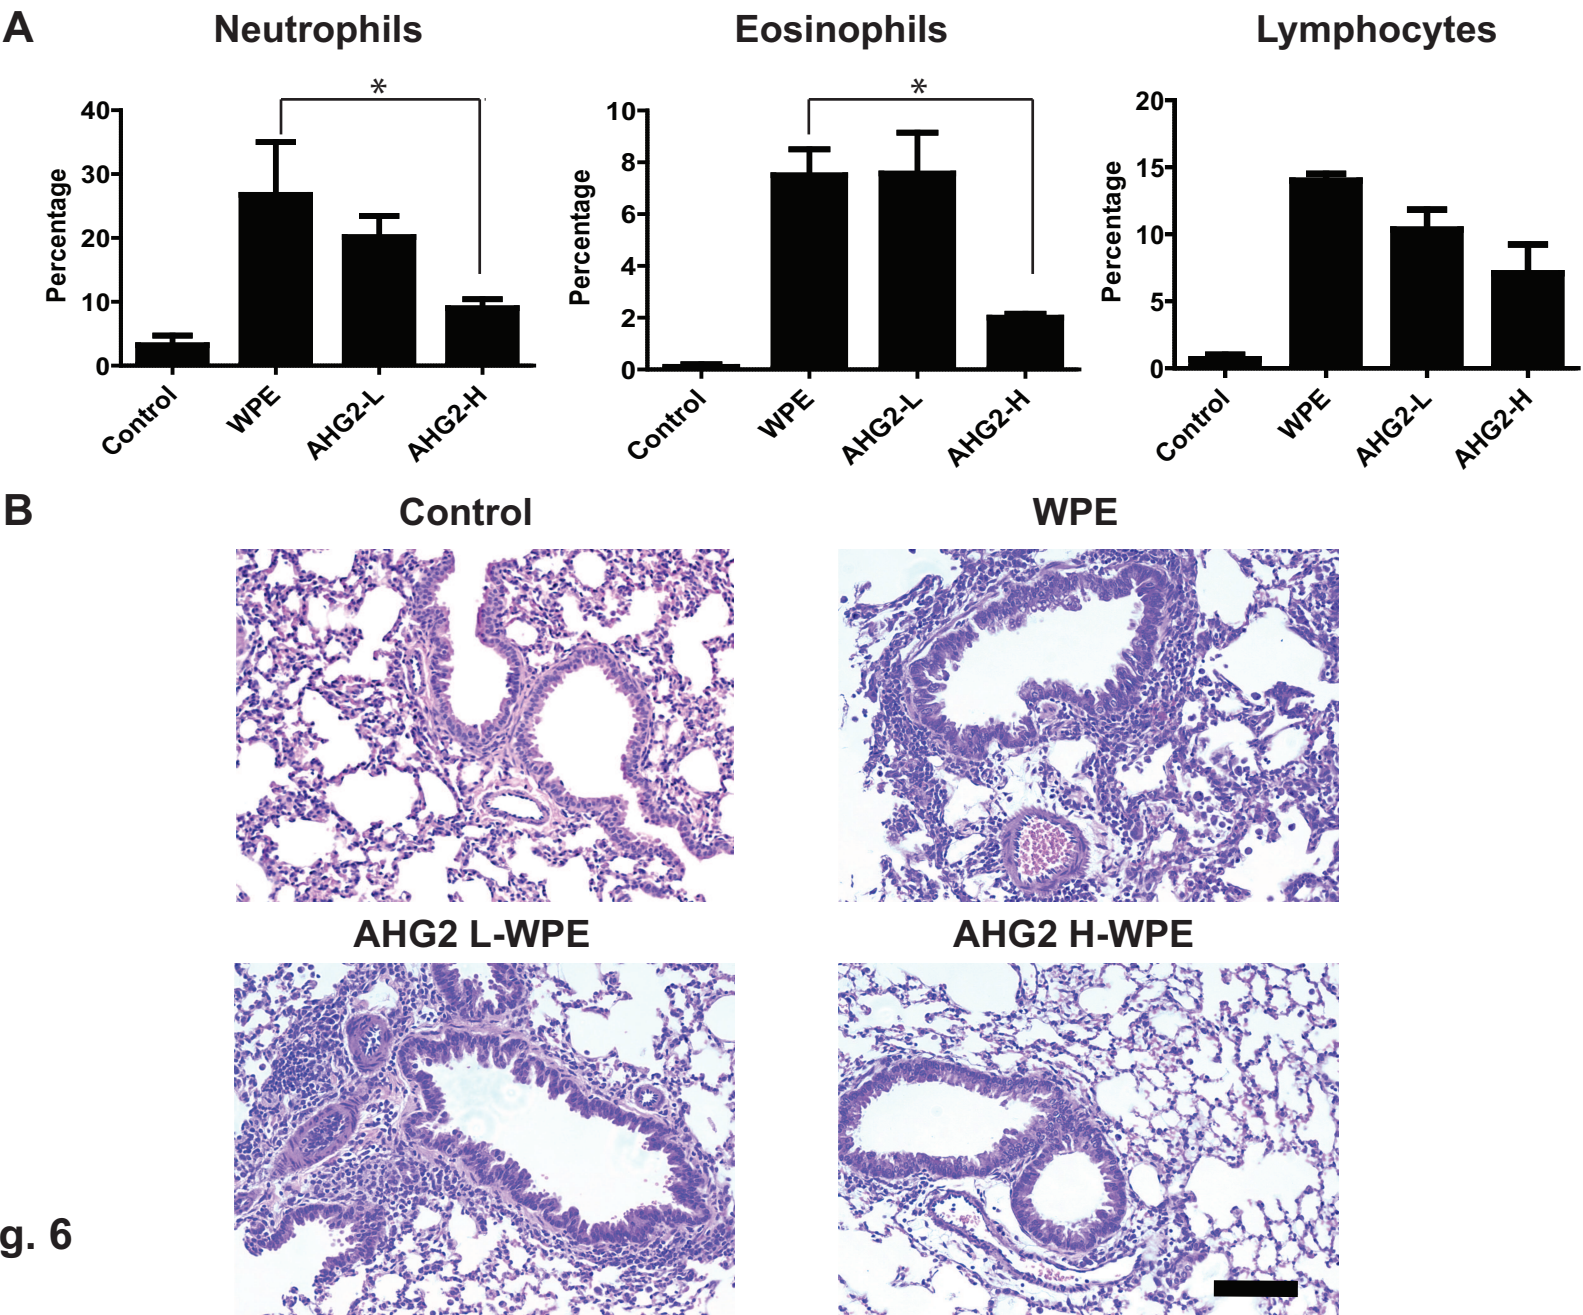 A
Neutrophils
Eosinophils
Lymphocytes
*
*
Percentage
40
30
20
10
0
Control
WPE
AHG2-L
AHG2-H
Percentage
10
8
6
4
2
0
Control
WPE
AHG2-L
AHG2-H
Percentage
20
15
10
5
0
Control
WPE
AHG2-L
AHG2-H
B
Control
WPE
AHG2 L-WPE
AHG2 H-WPE
g. 6